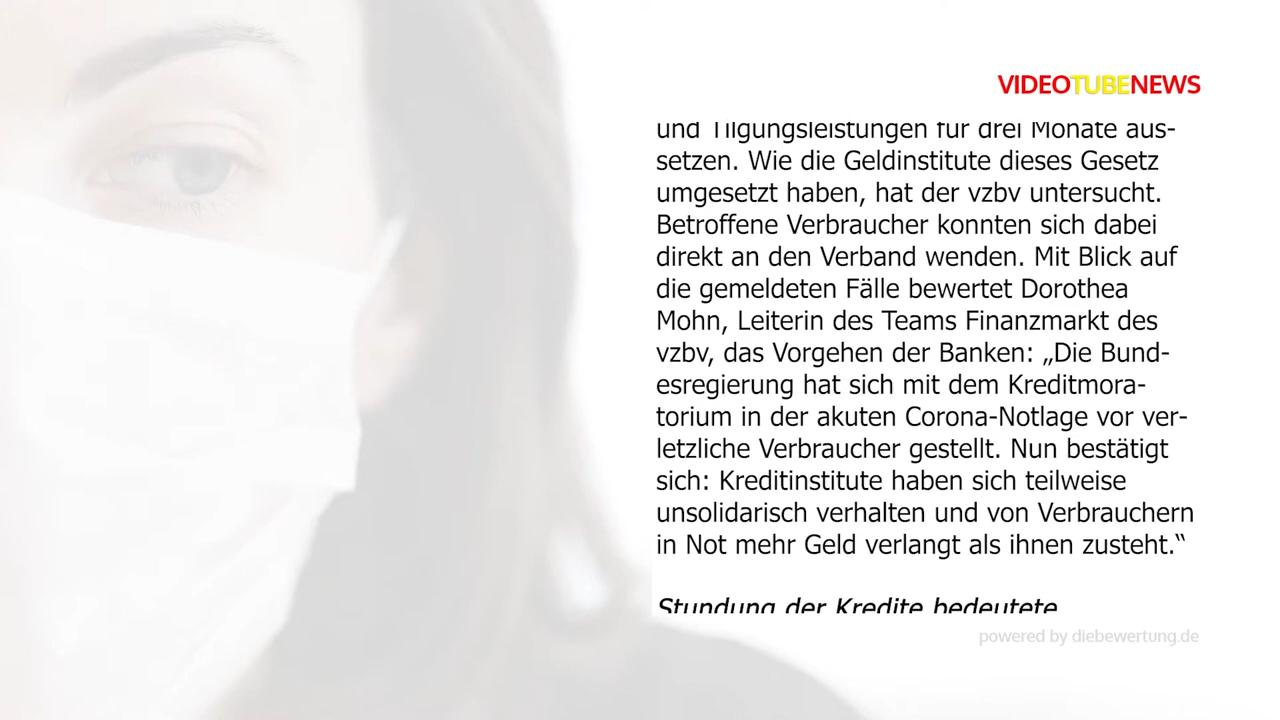 VIDEOTUBENEWS
und Tilgungsleistungen für drei Monate aus-
setzen. Wie die Geldinstitute dieses Gesetz
umgesetzt haben, hat der vzbv untersucht.
Betroffene Verbraucher konnten sich dabei
direkt an den Verband wenden. Mit Blick auf
die gemeldeten Fälle bewertet Dorothea
Mohn, Leiterin des Teams Finanzmarkt des
vzbv, das Vorgehen der Banken: „Die Bund-
esregierung hat sich mit dem Kreditmora-
torium in der akuten Corona-Notlage vor ver-
letzliche Verbraucher gestellt. Nun bestätigt
sich: Kreditinstitute haben sich teilweise
unsolidarisch verhalten und von Verbrauchern
in Not mehr Geld verlangt als ihnen zusteht.“
Stundung der Kredite bedeutete
powered by diebewertung.de